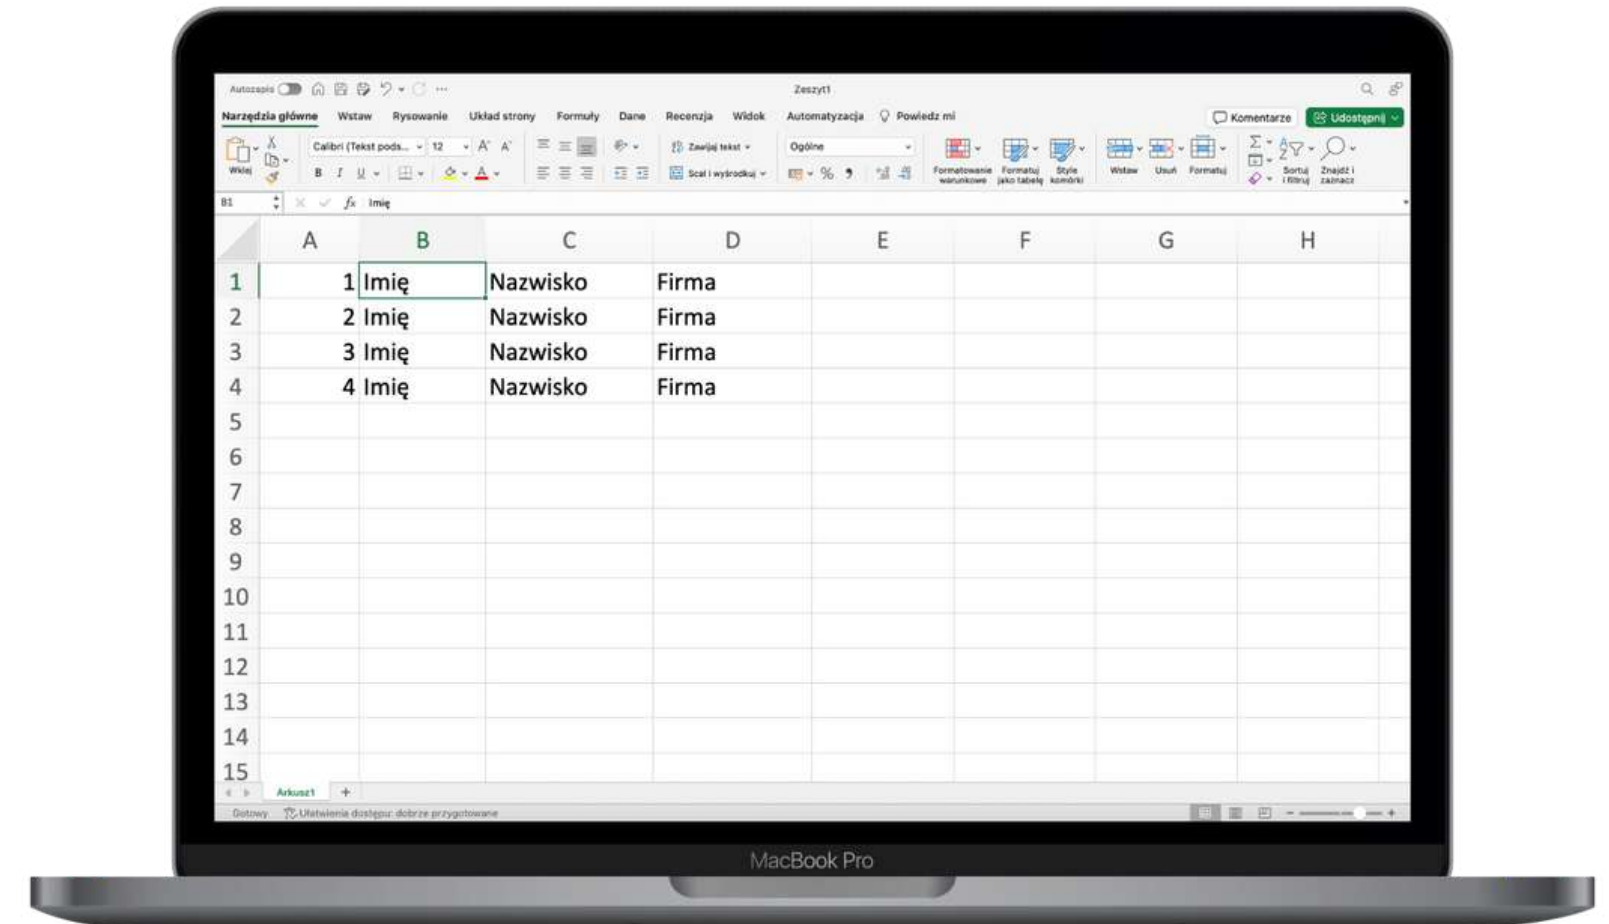 Autozapis Zeszyt1
Narzędzia główne Wstaw Rysowanie Układ strony Formuły Dane Recenzja Widok Automatyzacja Powiedz mi Komentarze Udostępnij
Wklej Calibri (Tekst pods... 12 A^ A˅ Zawijaj tekst Ogólne
B I U A Scal i wyśrodkuj % Formatowanie warunkowe Formatuj jako tabelę Style komórki Wstaw Usuń Formatuj Sortuj i filtruj Znajdź i zaznacz
B1 fx Imię
A B C D E F G H
1 1 Imię Nazwisko Firma
2 2 Imię Nazwisko Firma
3 3 Imię Nazwisko Firma
4 4 Imię Nazwisko Firma
5
6
7
8
9
10
11
12
13
14
15
Arkusz1 +
Gotowy Ułatwienia dostępu: dobrze przygotowane
MacBook Pro